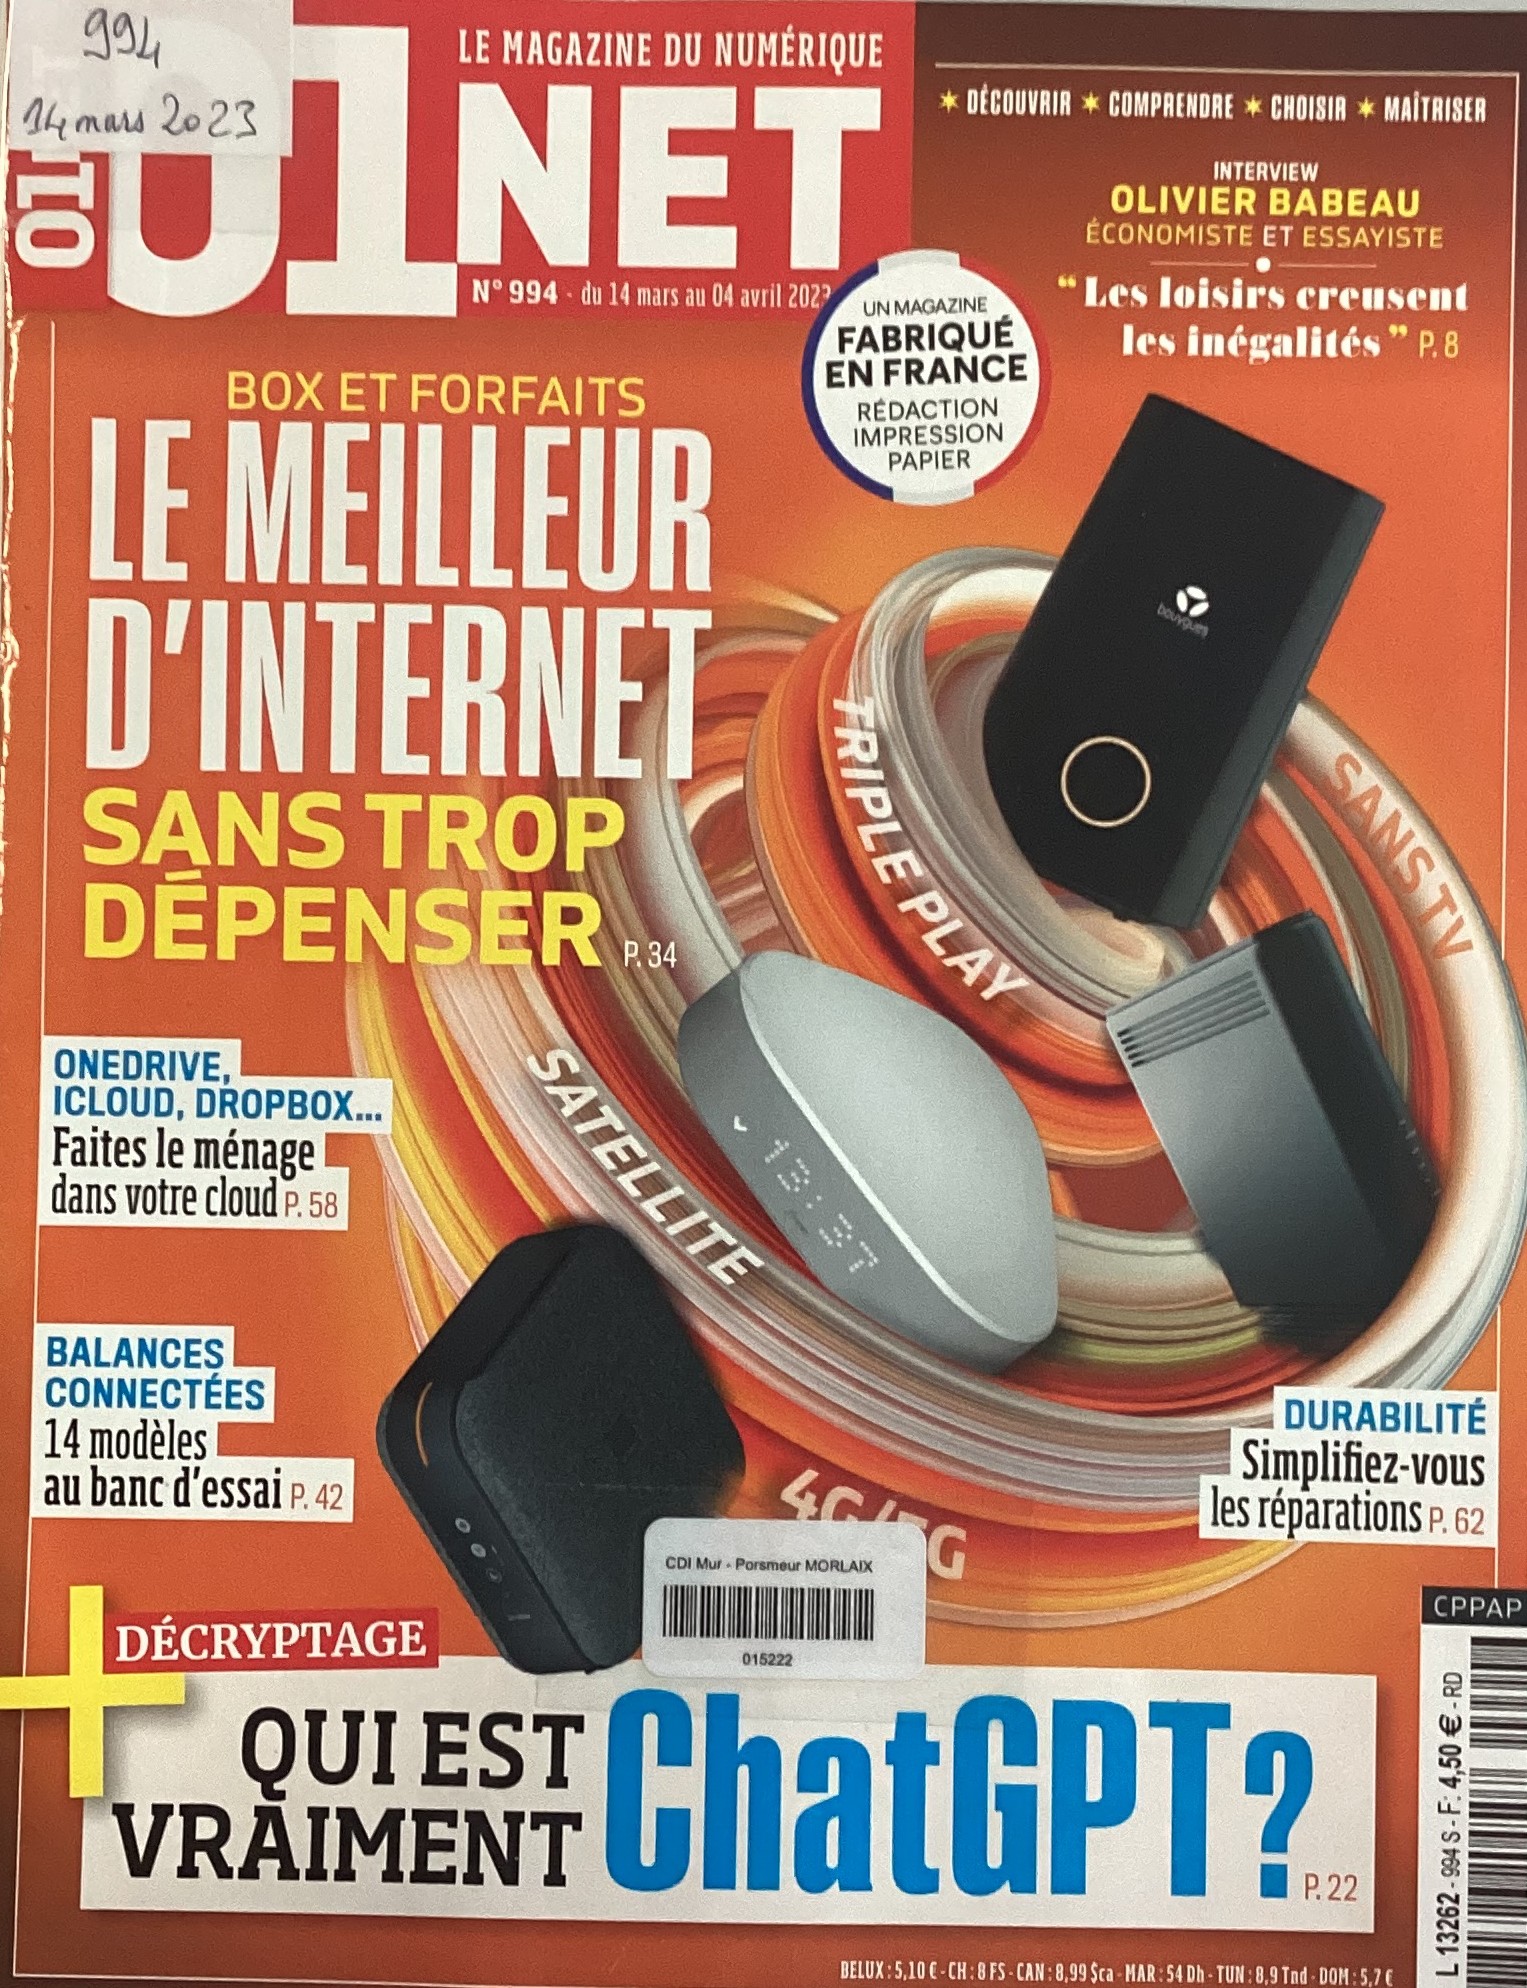 994
14 mars 2023
01
01NET
LE MAGAZINE DU NUMÉRIQUE
N° 994 - du 14 mars au 04 avril 2023
✶ DÉCOUVRIR ✶ COMPRENDRE ✶ CHOISIR ✶ MAÎTRISER
INTERVIEW
OLIVIER BABEAU
ÉCONOMISTE ET ESSAYISTE
“Les loisirs creusent
les inégalités” P. 8
UN MAGAZINE
FABRIQUÉ
EN FRANCE
RÉDACTION
IMPRESSION
PAPIER
BOX ET FORFAITS
LE MEILLEUR
D'INTERNET
SANS TROP
DÉPENSER P. 34
bouygues
TRIPLE PLAY
SANS TV
SATELLITE
4G/5G
ONEDRIVE,
ICLOUD, DROPBOX...
Faites le ménage
dans votre cloud P. 58
BALANCES
CONNECTÉES
14 modèles
au banc d'essai P. 42
DURABILITÉ
Simplifiez-vous
les réparations P. 62
CDI Mur - Porsmeur MORLAIX
015222
+ DÉCRYPTAGE
QUI EST
VRAIMENT
ChatGPT? P. 22
CPPAP
L 13262 - 994 S - F: 4,50 € - RD
BELUX : 5,10 € - CH : 8 FS - CAN : 8,99 $ca - MAR : 54 Dh - TUN : 8,9 Tnd - DOM : 5,7 €